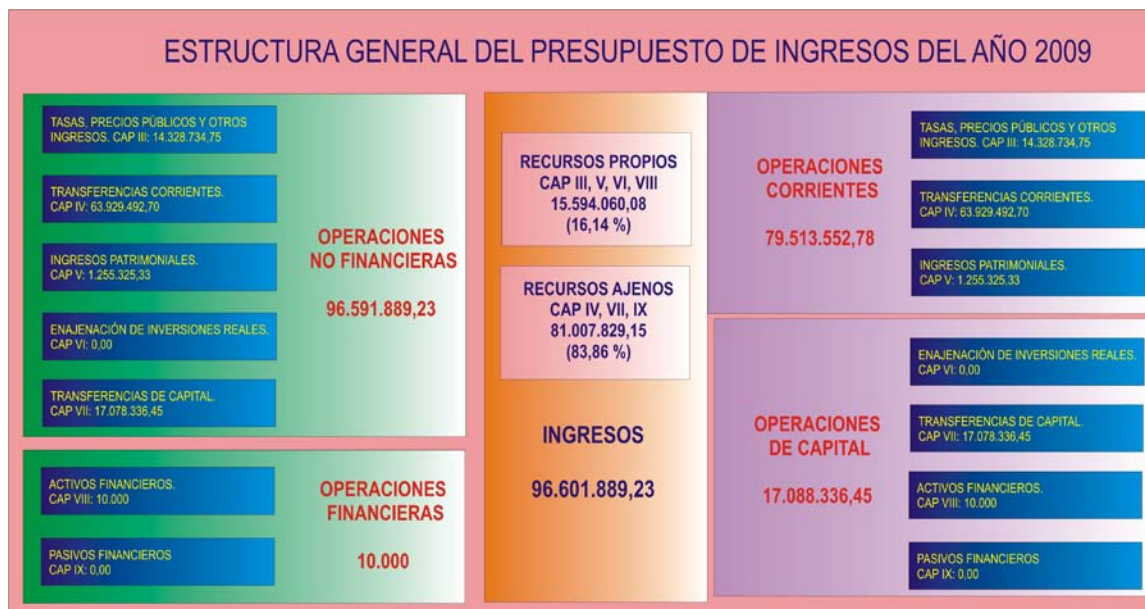 ESTRUCTURA GENERAL DEL PRESUPUESTO DE INGRESOS DEL AÑO 2009
TASAS, PRECIOS PÚBLICOS Y OTROS
INGRESOS. CAP III: 14.328.734,75
TRANSFERENCIAS CORRIENTES.
CAP IV: 63.929.492,70
INGRESOS PATRIMONIALES.
CAP V: 1.255.325,33
ENAJENACIÓN DE INVERSIONES REALES.
CAP VI: 0,00
TRANSFERENCIAS DE CAPITAL.
CAP VII: 17.078.336,45
OPERACIONES
NO FINANCIERAS
96.591.889,23
ACTIVOS FINANCIEROS.
CAP VIII: 10.000
PASIVOS FINANCIEROS
CAP IX: 0,00
OPERACIONES
FINANCIERAS
10.000
RECURSOS PROPIOS
CAP III, V, VI, VIII
15.594.060,08
(16,14 %)
RECURSOS AJENOS
CAP IV, VII, IX
81.007.829,15
(83,86 %)
INGRESOS
96.601.889,23
OPERACIONES
CORRIENTES
79.513.552,78
TASAS, PRECIOS PÚBLICOS Y OTROS
INGRESOS. CAP III: 14.328.734,75
TRANSFERENCIAS CORRIENTES.
CAP IV: 63.929.492,70
INGRESOS PATRIMONIALES.
CAP V: 1.255.325,33
OPERACIONES
DE CAPITAL
17.088.336,45
ENAJENACIÓN DE INVERSIONES REALES.
CAP VI: 0,00
TRANSFERENCIAS DE CAPITAL.
CAP VII: 17.078.336,45
ACTIVOS FINANCIEROS.
CAP VIII: 10.000
PASIVOS FINANCIEROS
CAP IX: 0,00